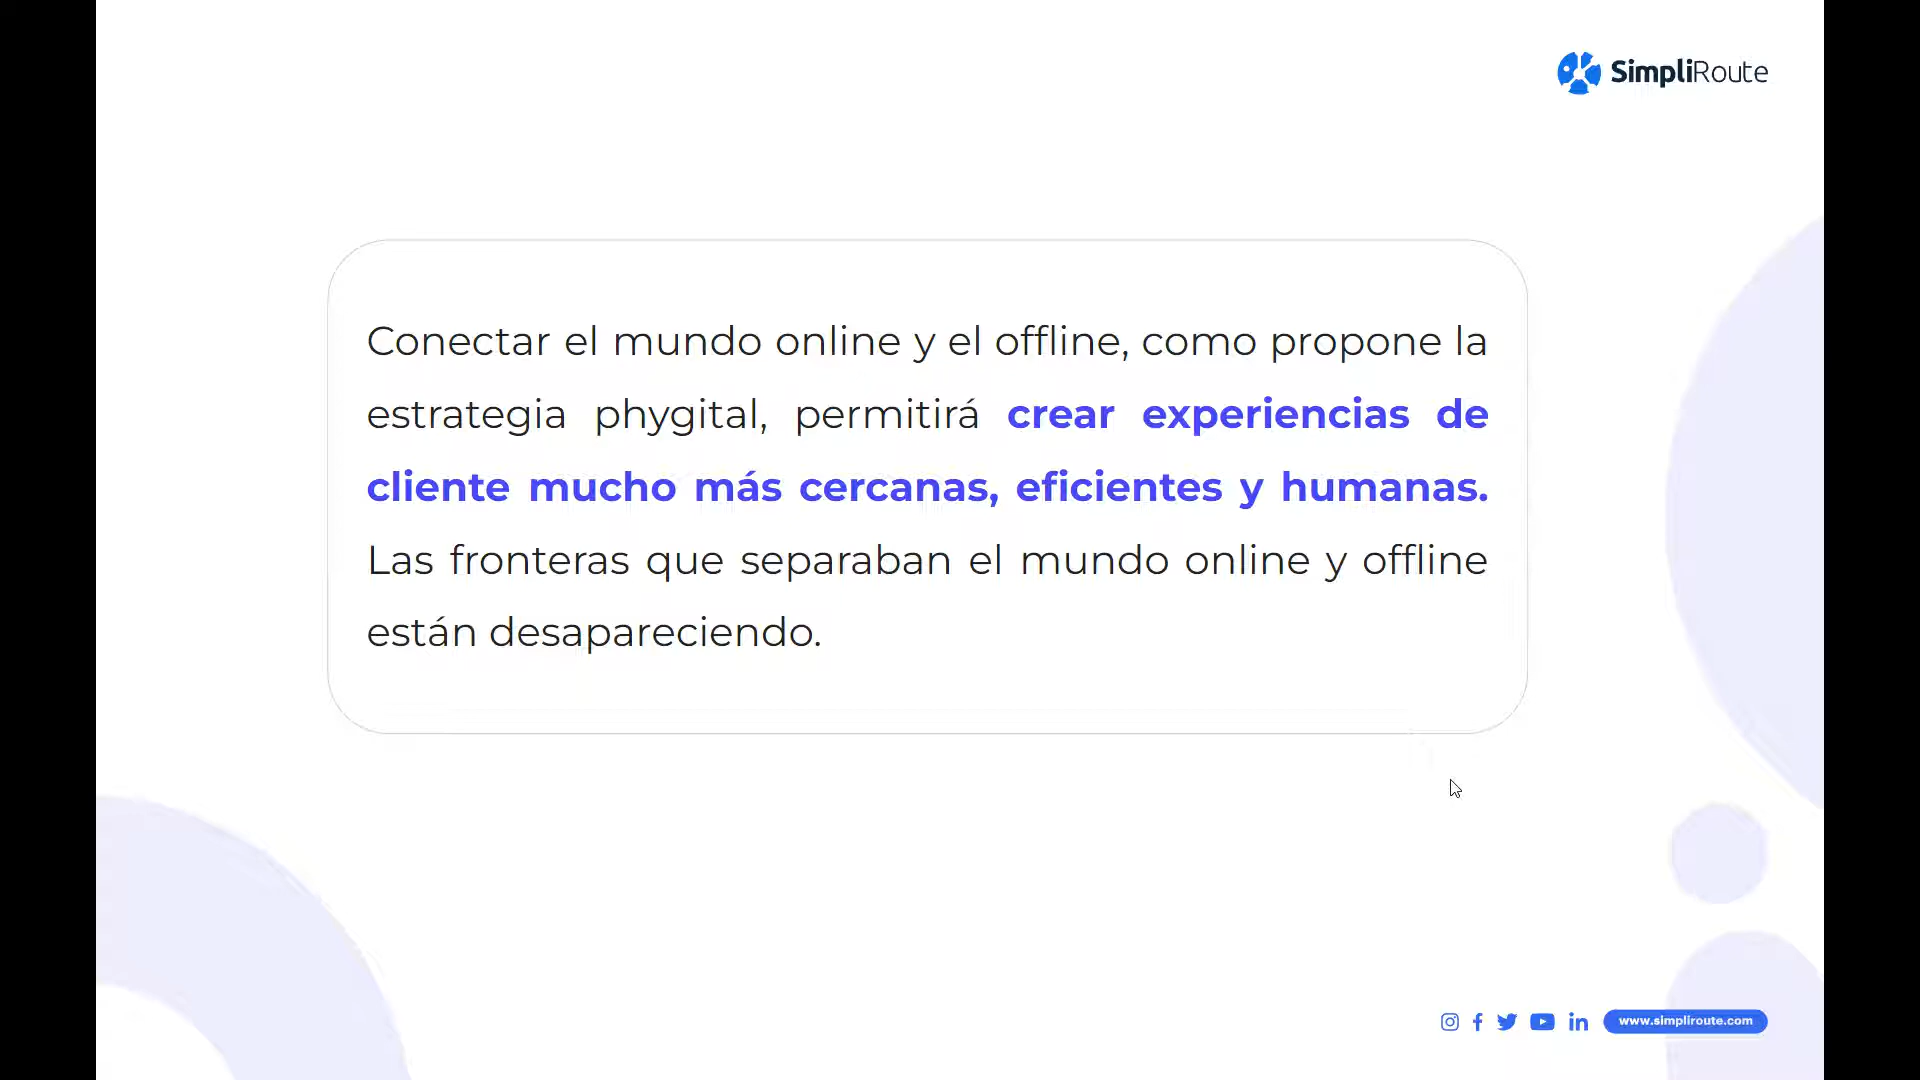 SimpliRoute
Conectar el mundo online y el offline, como propone la
estrategia phygital, permitirá crear experiencias de
cliente mucho más cercanas, eficientes y humanas.
Las fronteras que separaban el mundo online y offline
están desapareciendo.
www.simpliroute.com